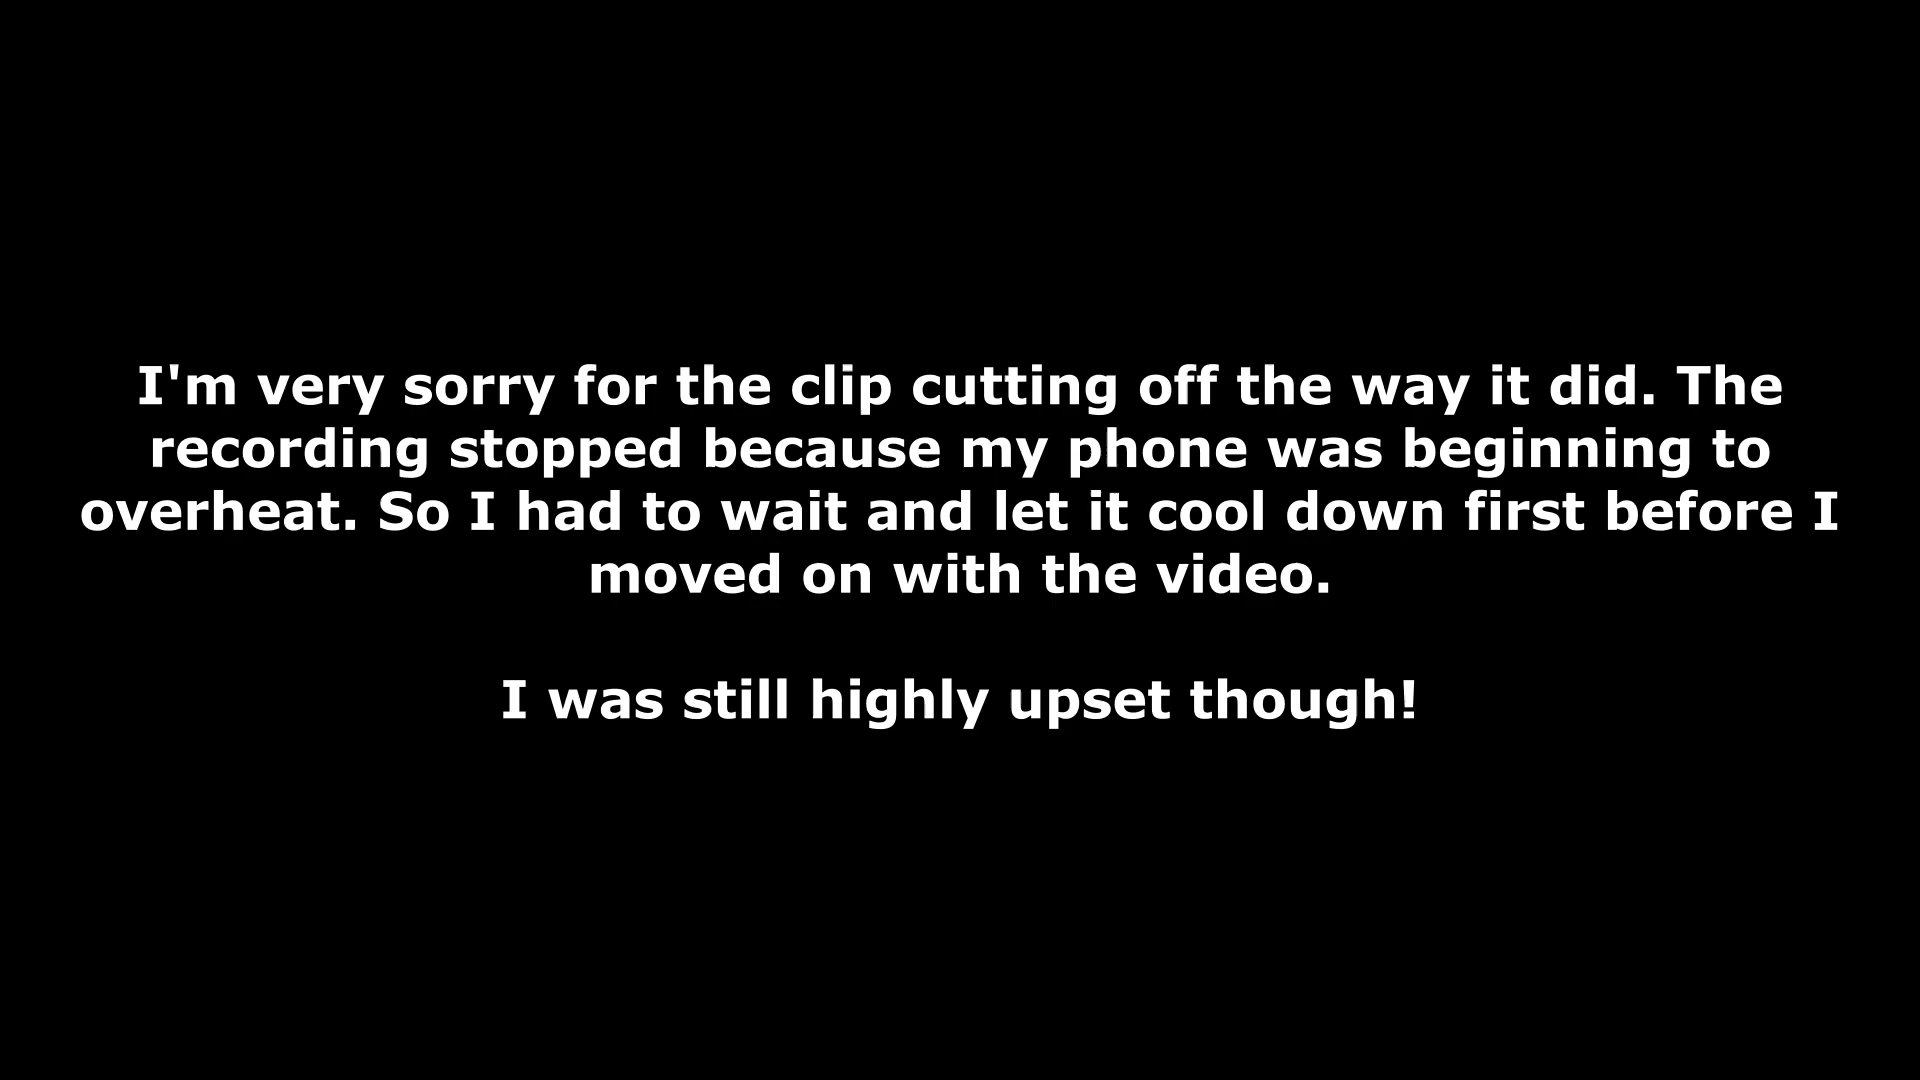 I'm very sorry for the clip cutting off the way it did. The
recording stopped because my phone was beginning to
overheat. So I had to wait and let it cool down first before I
moved on with the video.
I was still highly upset though!